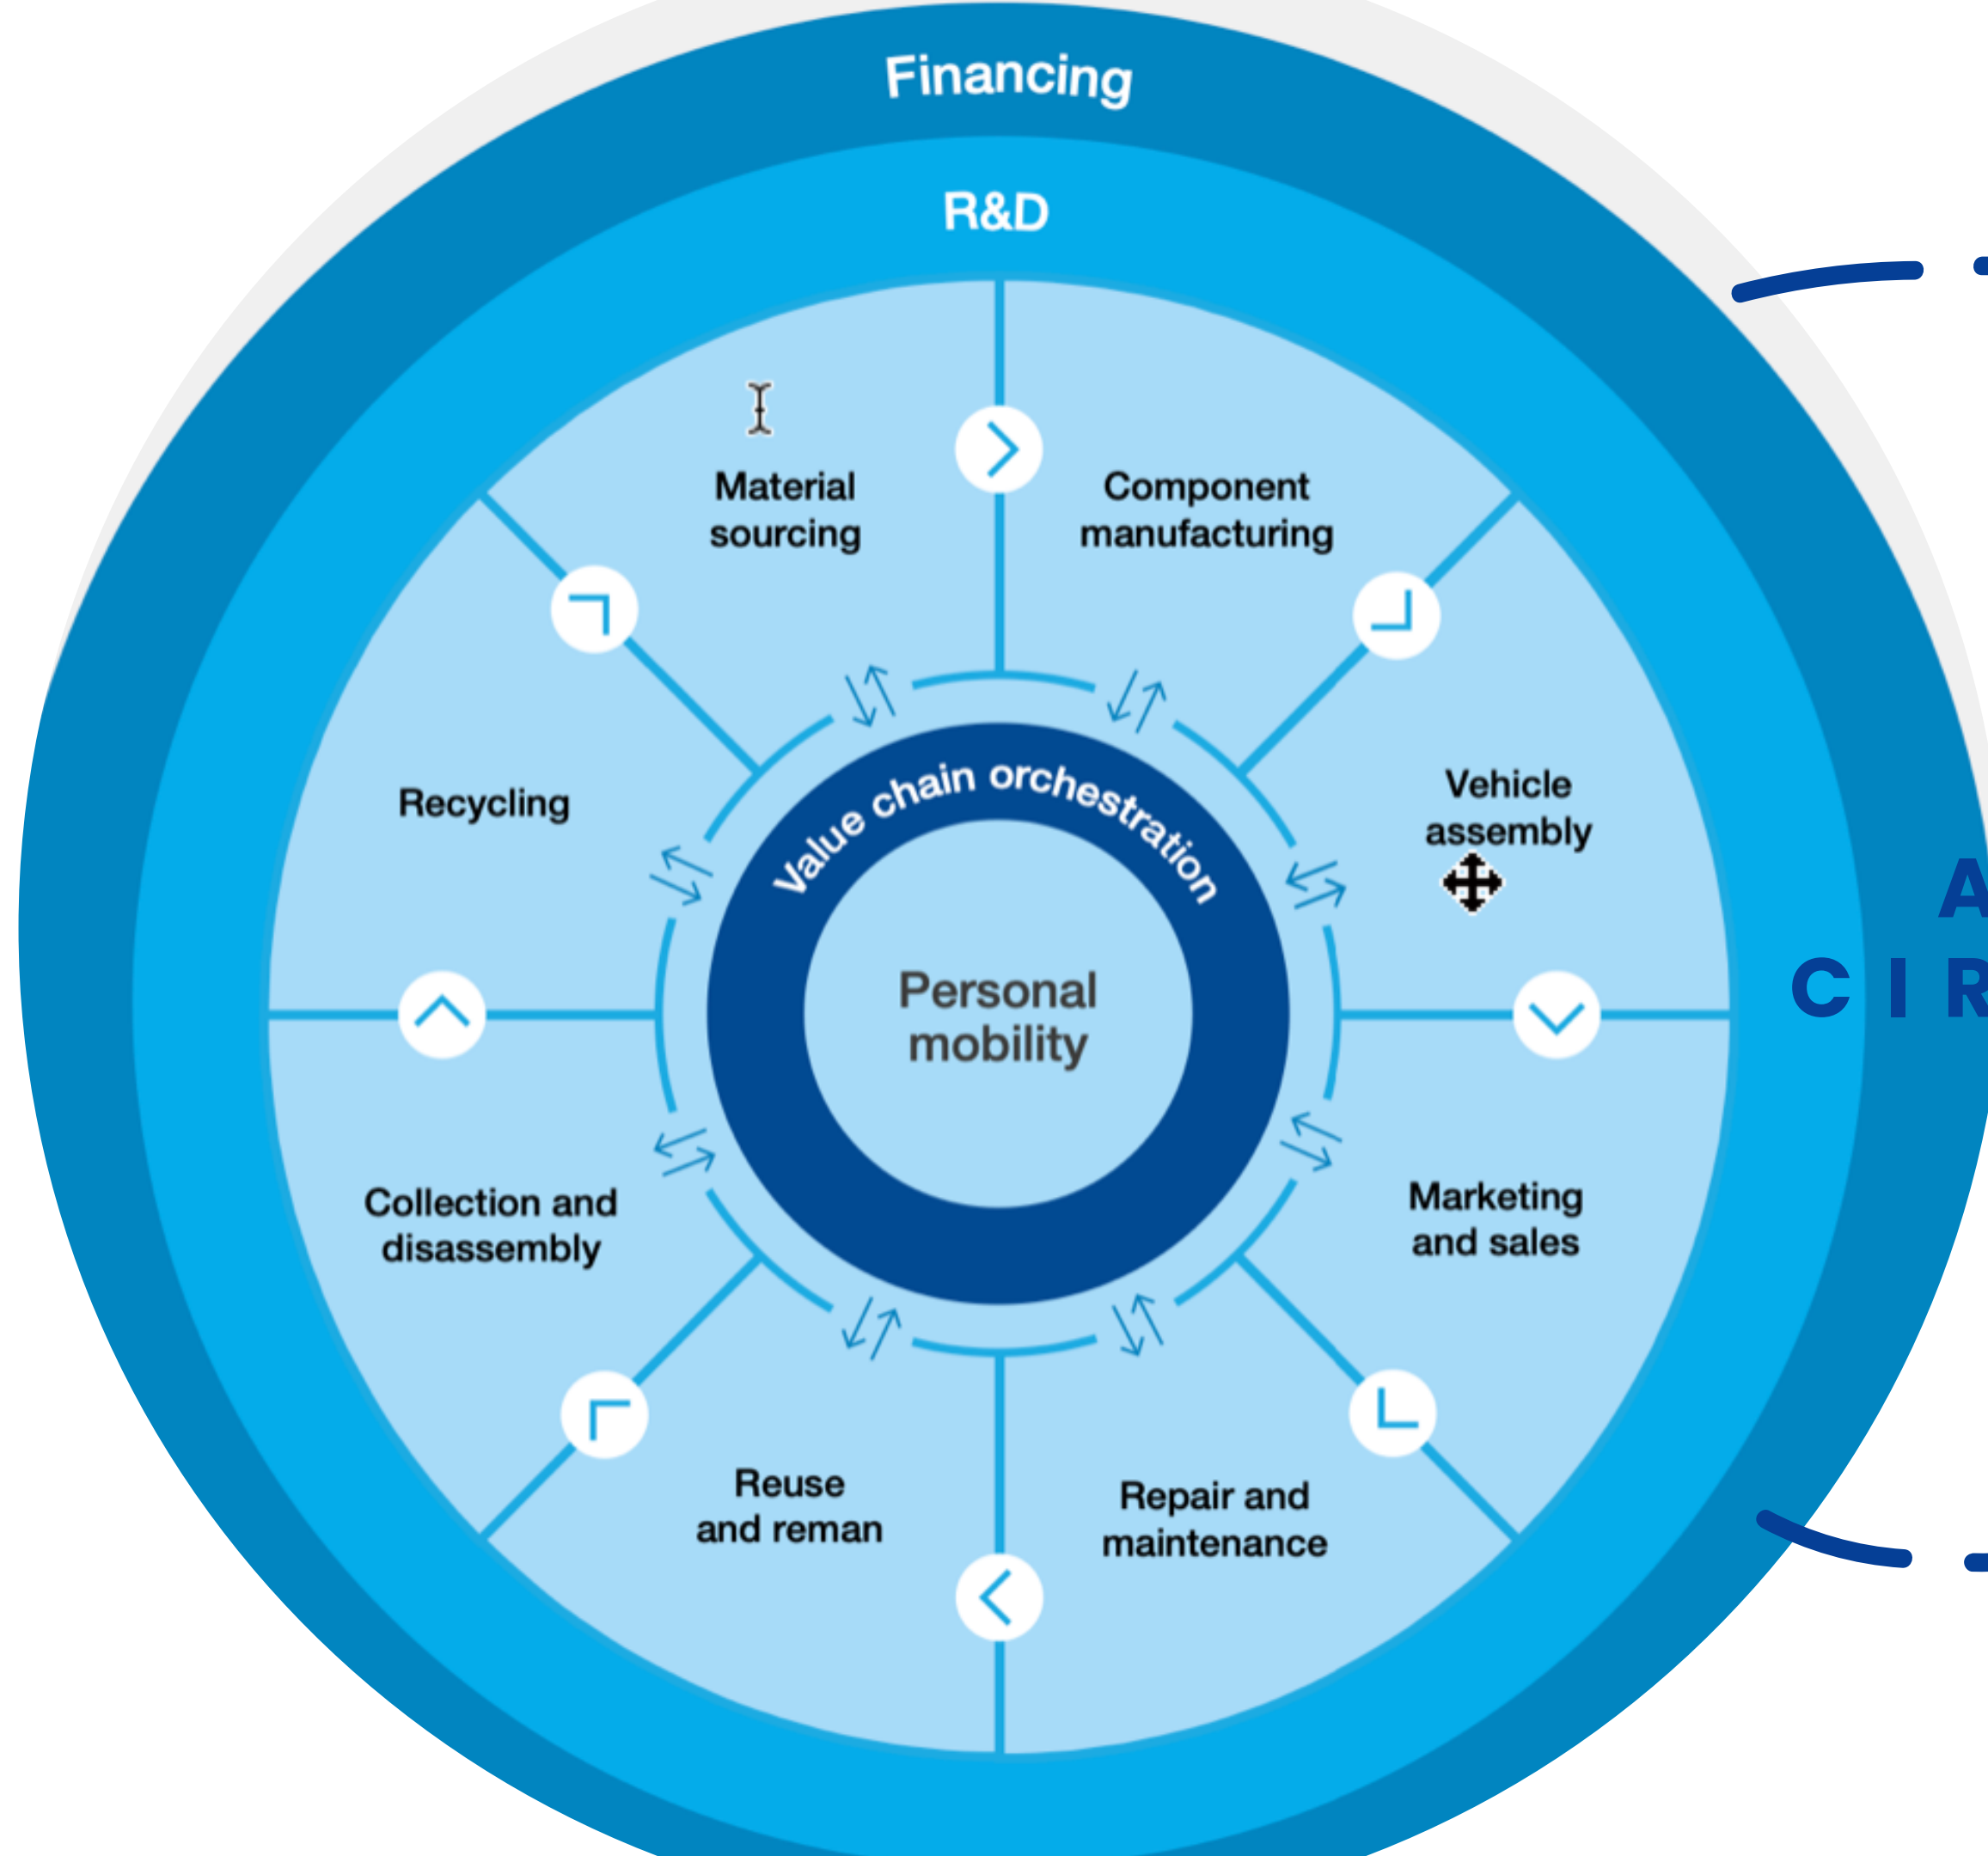 Financing
R&D
Material
sourcing
Component
manufacturing
Vehicle
assembly
Marketing
and sales
Repair and
maintenance
Reuse
and reman
Collection and
disassembly
Recycling
Value chain orchestration
Personal
mobility
A
CIR